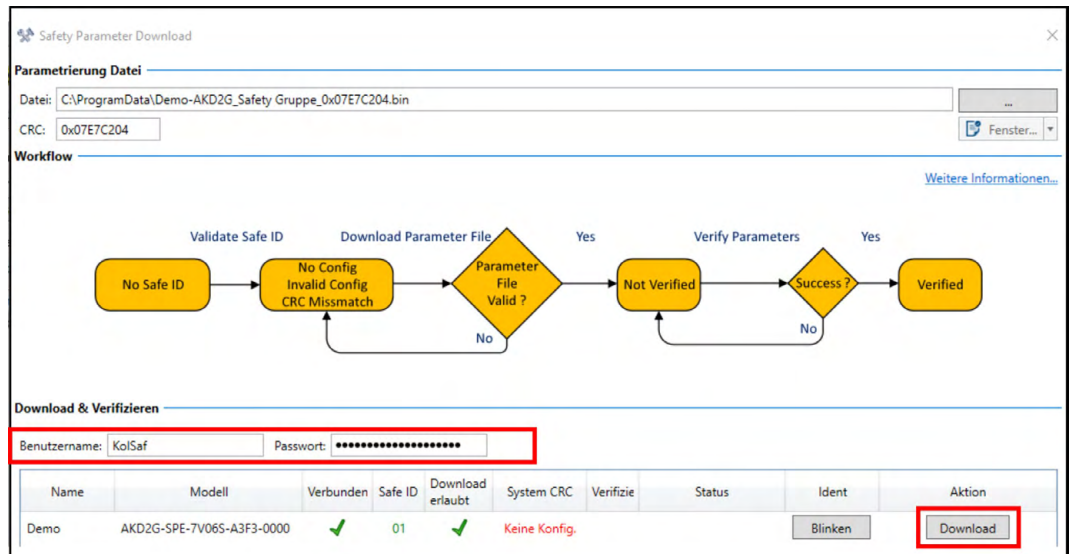 Safety Parameter Download
Parametrierung Datei
Datei: C:\ProgramData\Demo-AKD2G_Safety Gruppe_0x07E7C204.bin ...
CRC: 0x07E7C204 Fenster...
Workflow
Weitere Informationen...
Validate Safe ID Download Parameter File Yes Verify Parameters Yes
No Safe ID
No Config
Invalid Config
CRC Missmatch
Parameter
File
Valid ?
Not Verified
Success ?
Verified
No
No
Download & Verifizieren
Benutzername: KolSaf Passwort: ••••••••••••••••••••
Name Modell Verbunden Safe ID Download erlaubt System CRC Verifizie Status Ident Aktion
Demo AKD2G-SPE-7V06S-A3F3-0000 01 Keine Konfig. Blinken Download